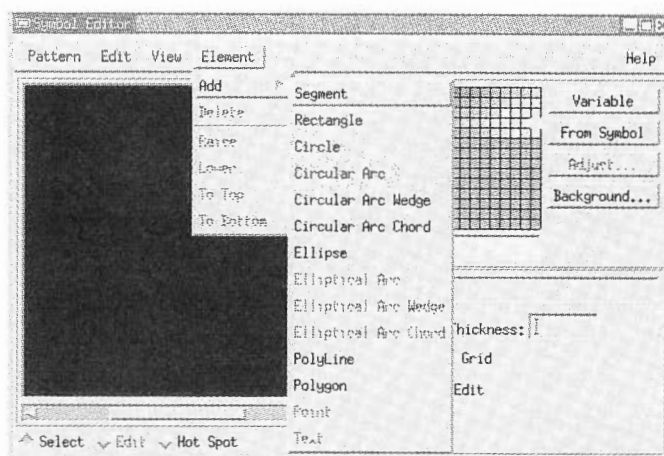 Symbol Editor
Pattern Edit View Element Help
Add
Delete
Raise
Lower
To Top
To Bottom
Segment
Rectangle
Circle
Circular Arc
Circular Arc Wedge
Circular Arc Chord
Ellipse
Elliptical Arc
Elliptical Arc Wedge
Elliptical Arc Chord
PolyLine
Polygon
Point
Text
Variable
From Symbol
Adjust...
Background...
hickness:
Grid
Edit
Select Edit Hot Spot